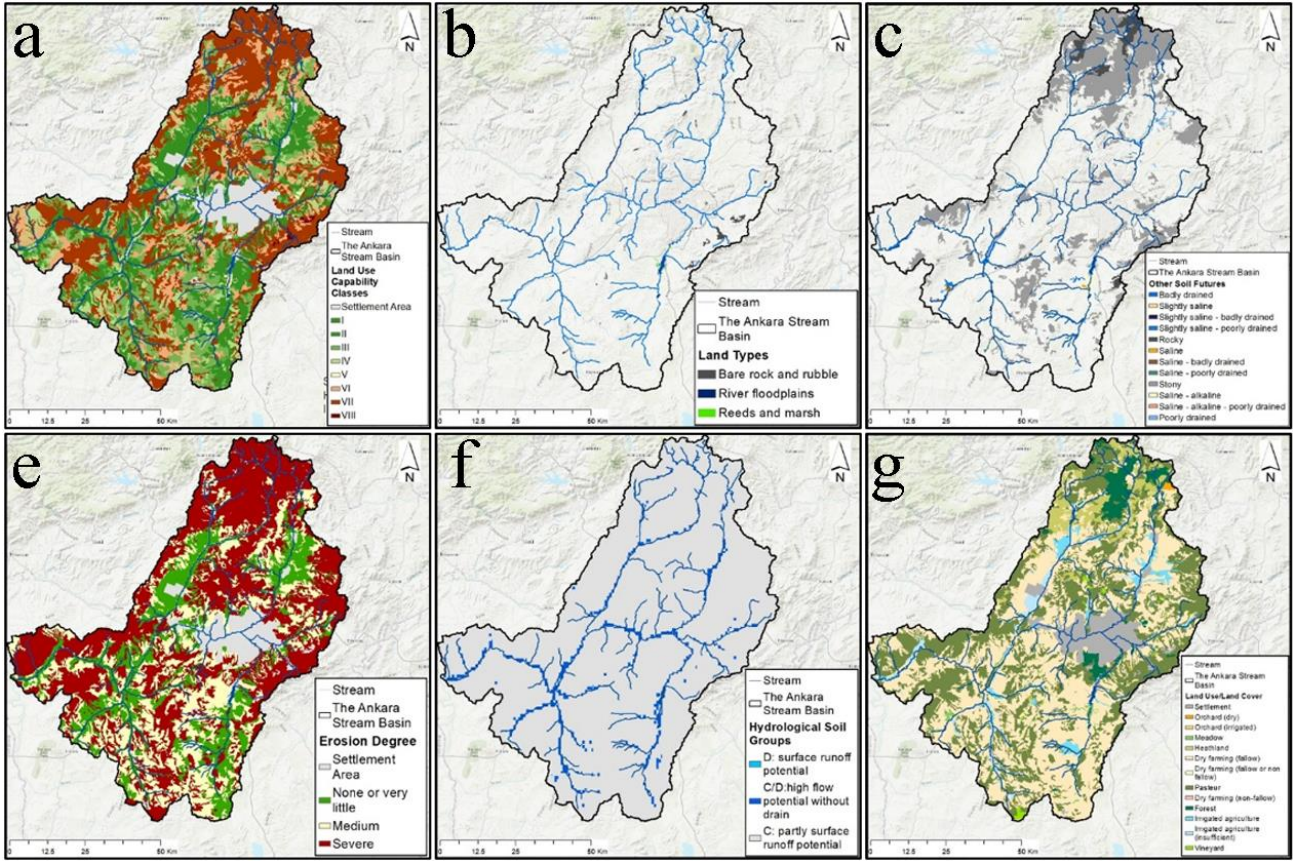 a
N
Stream
The Ankara
Stream Basin
Land Use
Capability
Classes
Settlement Area
I
II
III
IV
V
VI
VII
VIII
0 12.5 25 50 Km
b
N
Stream
The Ankara Stream
Basin
Land Types
Bare rock and rubble
River floodplains
Reeds and marsh
0 12.5 25 50 Km
c
N
Stream
The Ankara Stream Basin
Other Soil Futures
Badly drained
Slightly saline
Slightly saline - badly drained
Slightly saline - poorly drained
Rocky
Saline
Saline - badly drained
Saline - poorly drained
Stony
Saline - alkaline
Saline - alkaline - poorly drained
Poorly drained
0 12.5 25 50 Km
e
N
Stream
The Ankara
Stream Basin
Erosion Degree
Settlement
Area
None or very
little
Medium
Severe
0 12.5 25 50 Km
f
N
Stream
The Ankara
Stream Basin
Hydrological Soil
Groups
D: surface runoff
potential
C/D:high flow
potential without
drain
C: partly surface
runoff potential
0 12.5 25 50 Km
g
N
Stream
The Ankara Stream
Basin
Land Use/Land Cover
Settlement
Orchard (dry)
Orchard (irrigated)
Meadow
Heathland
Dry farming (fallow)
Dry farming (fallow or non
fallow)
Pasteur
Dry farming (non-fallow)
Forest
Irrigated agriculture
Irrigated agriculture
(insufficient)
Vineyard
0 12.5 25 50 Km